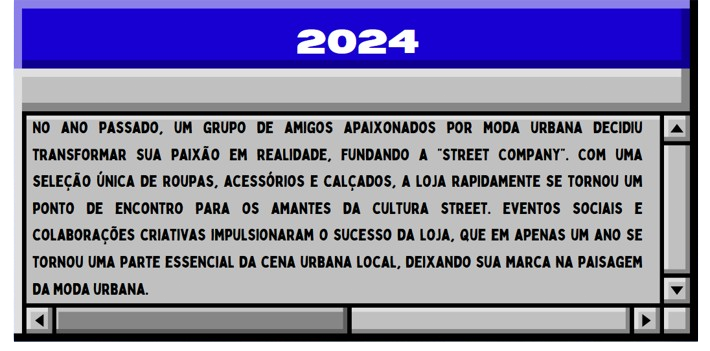 2024
NO ANO PASSADO, UM GRUPO DE AMIGOS APAIXONADOS POR MODA URBANA DECIDIU
TRANSFORMAR SUA PAIXÃO EM REALIDADE, FUNDANDO A "STREET COMPANY". COM UMA
SELEÇÃO ÚNICA DE ROUPAS, ACESSÓRIOS E CALÇADOS, A LOJA RAPIDAMENTE SE TORNOU UM
PONTO DE ENCONTRO PARA OS AMANTES DA CULTURA STREET. EVENTOS SOCIAIS E
COLABORAÇÕES CRIATIVAS IMPULSIONARAM O SUCESSO DA LOJA, QUE EM APENAS UM ANO SE
TORNOU UMA PARTE ESSENCIAL DA CENA URBANA LOCAL, DEIXANDO SUA MARCA NA PAISAGEM
DA MODA URBANA.